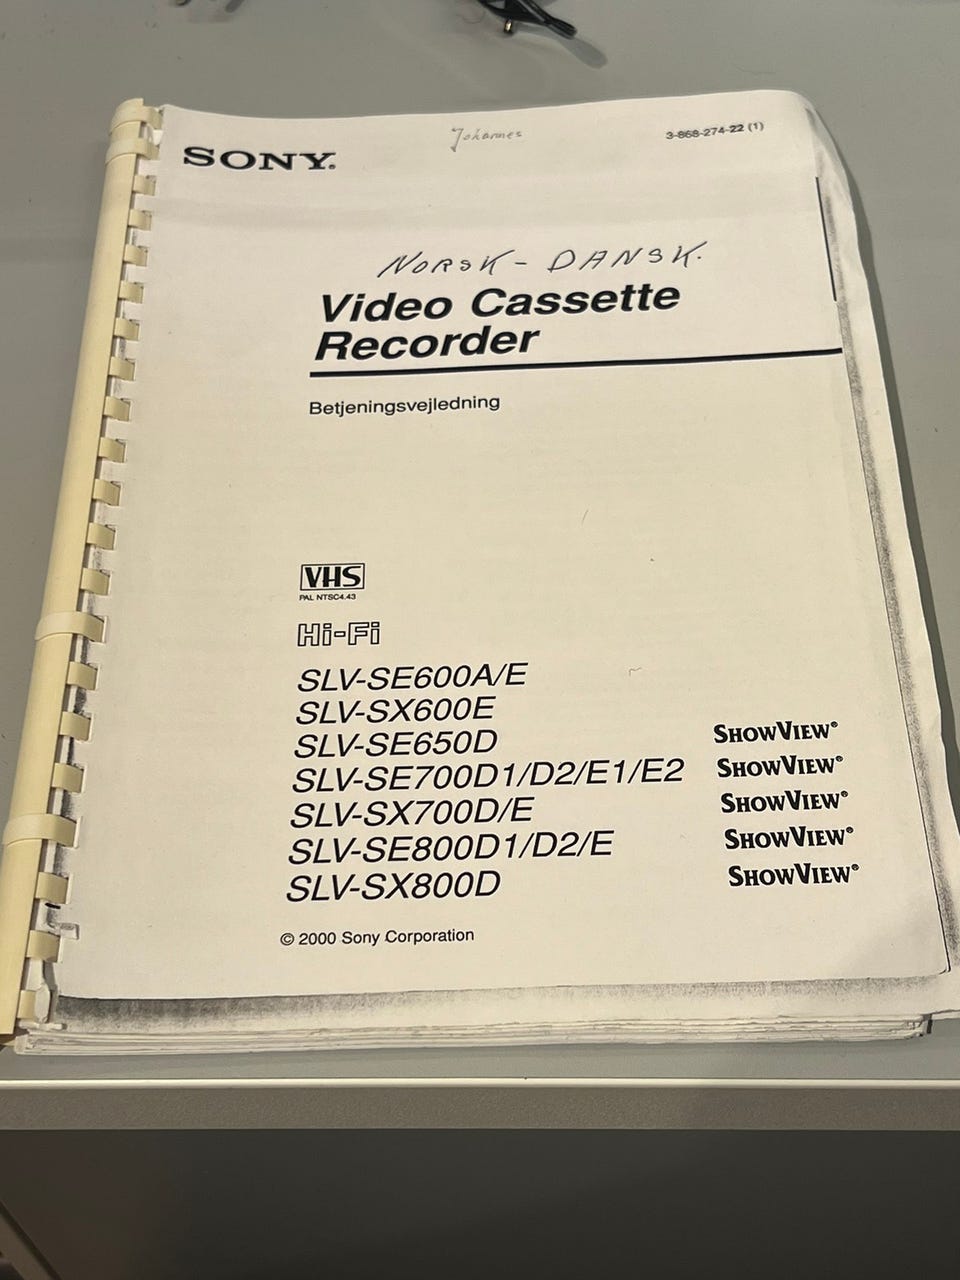 Johannes
3-868-274-22 (1)
SONY®
NORSK - DANSK.
Video Cassette
Recorder
Betjeningsvejledning
VHS
PAL NTSC4.43
Hi-Fi
SLV-SE600A/E
SLV-SX600E
SLV-SE650D ShowView®
SLV-SE700D1/D2/E1/E2 ShowView®
SLV-SX700D/E ShowView®
SLV-SE800D1/D2/E ShowView®
SLV-SX800D ShowView®
© 2000 Sony Corporation